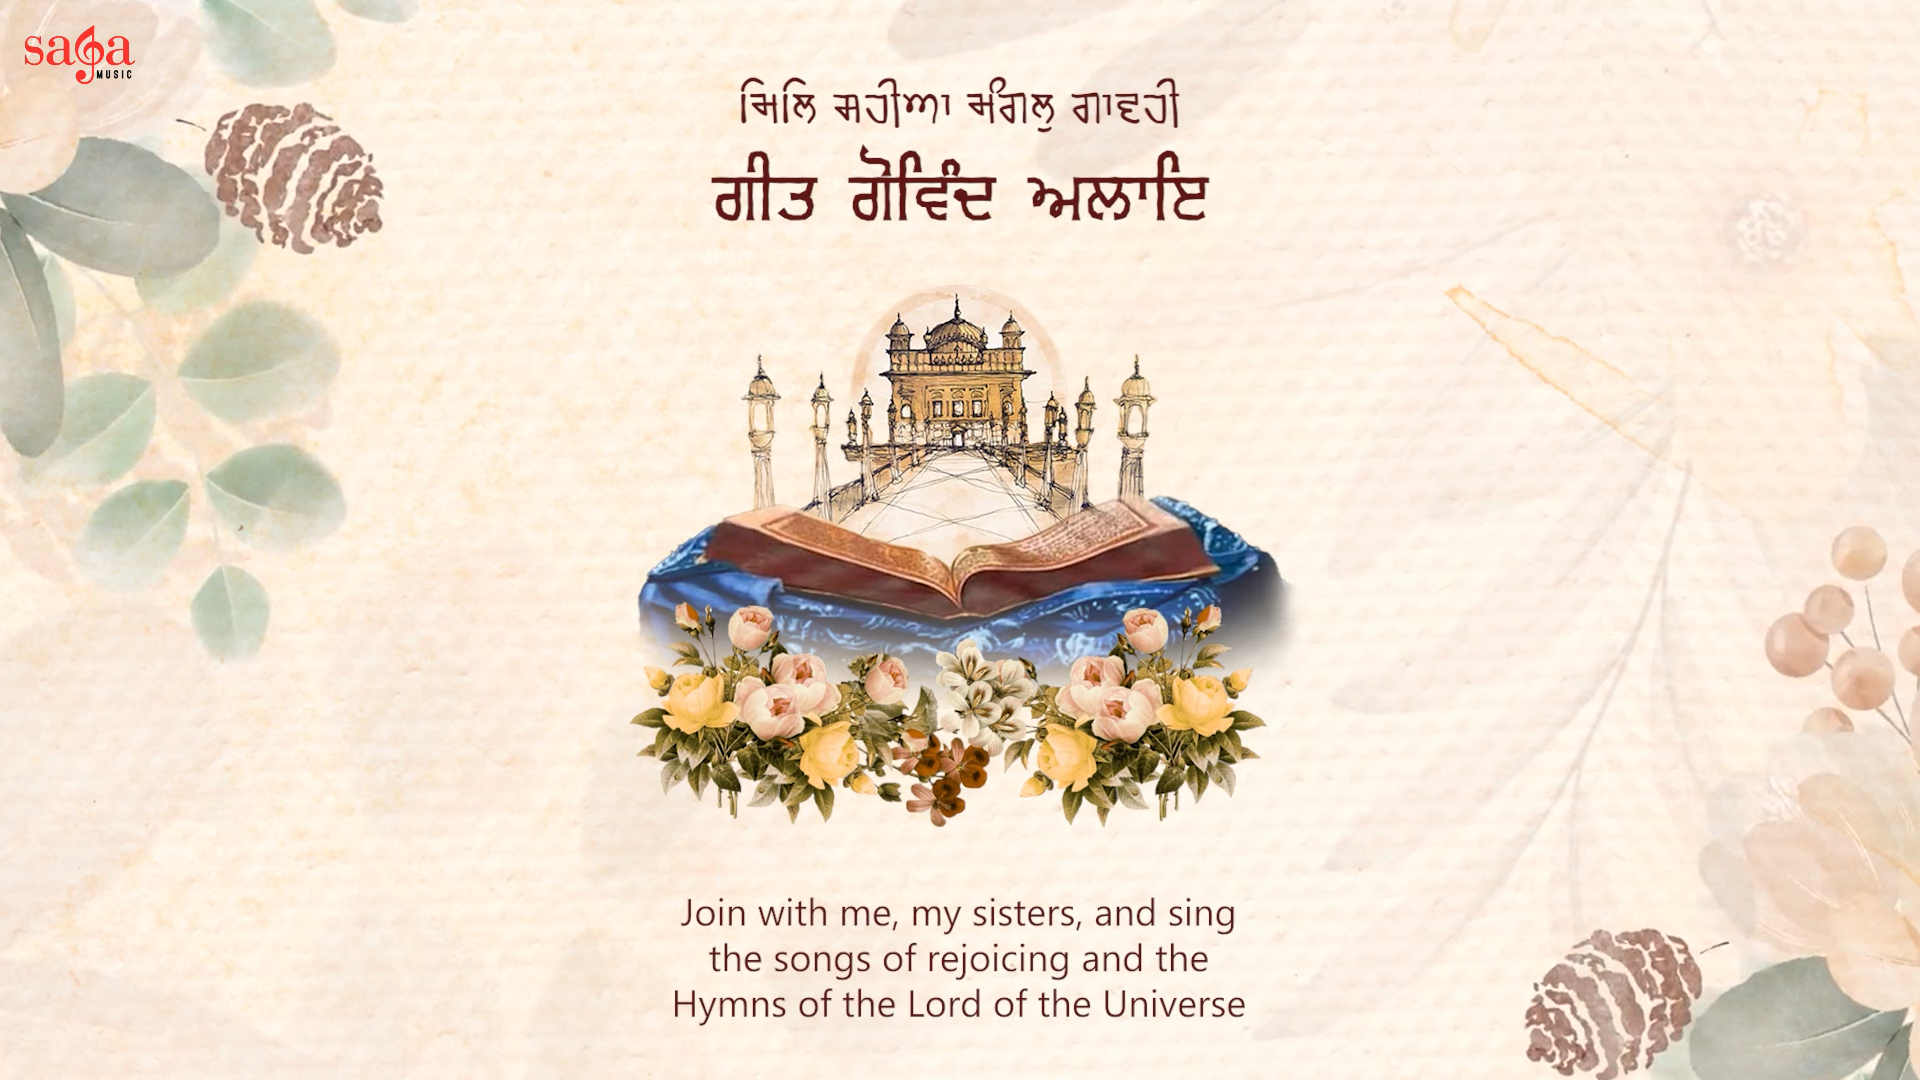 saga
MUSIC
ਮਿਲਿ ਸਹੀਆ ਮੰਗਲੁ ਗਾਵਹੀ
ਗੀਤ ਗੋਵਿੰਦ ਅਲਾਇ
Join with me, my sisters, and sing
the songs of rejoicing and the
Hymns of the Lord of the Universe